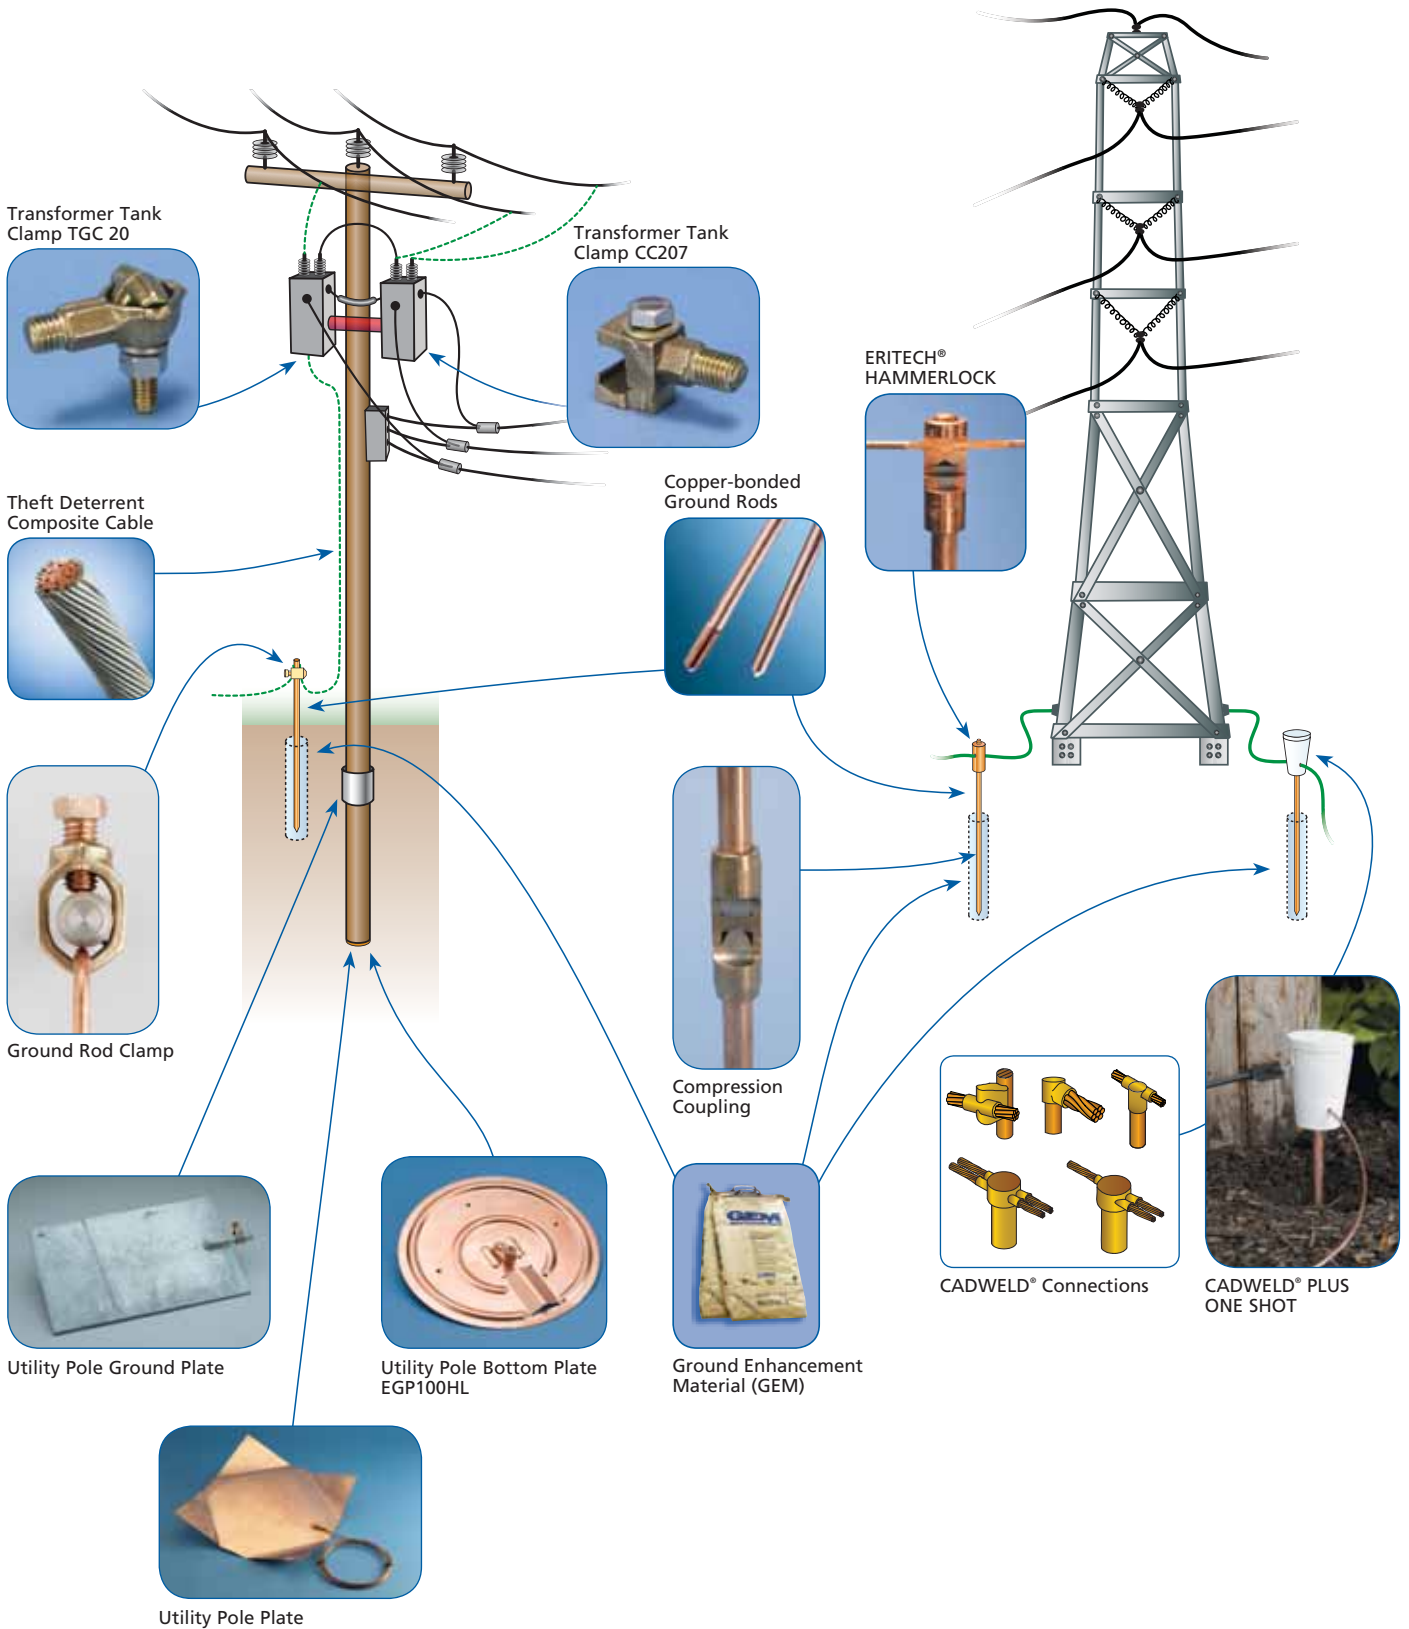 Transformer Tank
Clamp TGC 20
Transformer Tank
Clamp CC207
ERITECH®
HAMMERLOCK
Copper-bonded
Ground Rods
Theft Deterrent
Composite Cable
Ground Rod Clamp
Compression
Coupling
GEM
CADWELD® Connections
CADWELD® PLUS
ONE SHOT
Utility Pole Ground Plate
Utility Pole Bottom Plate
EGP100HL
Ground Enhancement
Material (GEM)
Utility Pole Plate